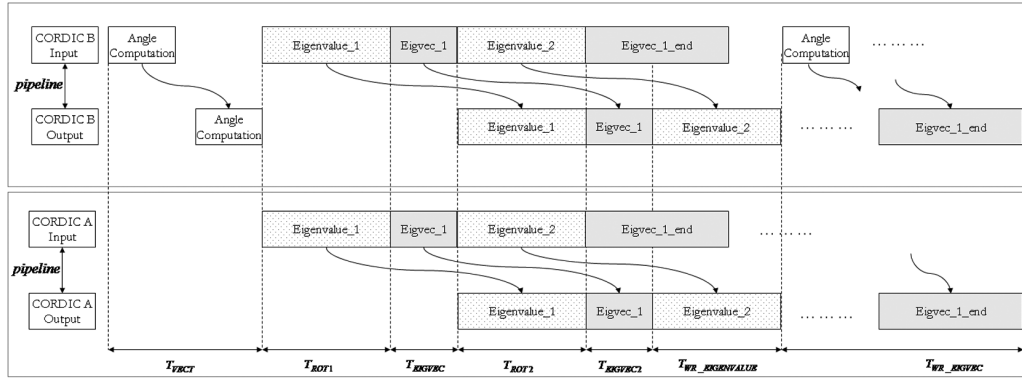 CORDIC B
Input
Angle
Computation
Eigenvalue_1
Eigvec_1
Eigenvalue_2
Eigvec_1_end
Angle
Computation
… … …
pipeline
CORDIC B
Output
Angle
Computation
Eigenvalue_1
Eigvec_1
Eigenvalue_2
… … …
Eigvec_1_end
CORDIC A
Input
Eigenvalue_1
Eigvec_1
Eigenvalue_2
Eigvec_1_end
… … …
pipeline
CORDIC A
Output
Eigenvalue_1
Eigvec_1
Eigenvalue_2
… … …
Eigvec_1_end
T_VECT
T_ROT1
T_EIGVEC
T_ROT2
T_EIGVEC2
T_WR_EIGENVALUE
T_WR_EIGVEC